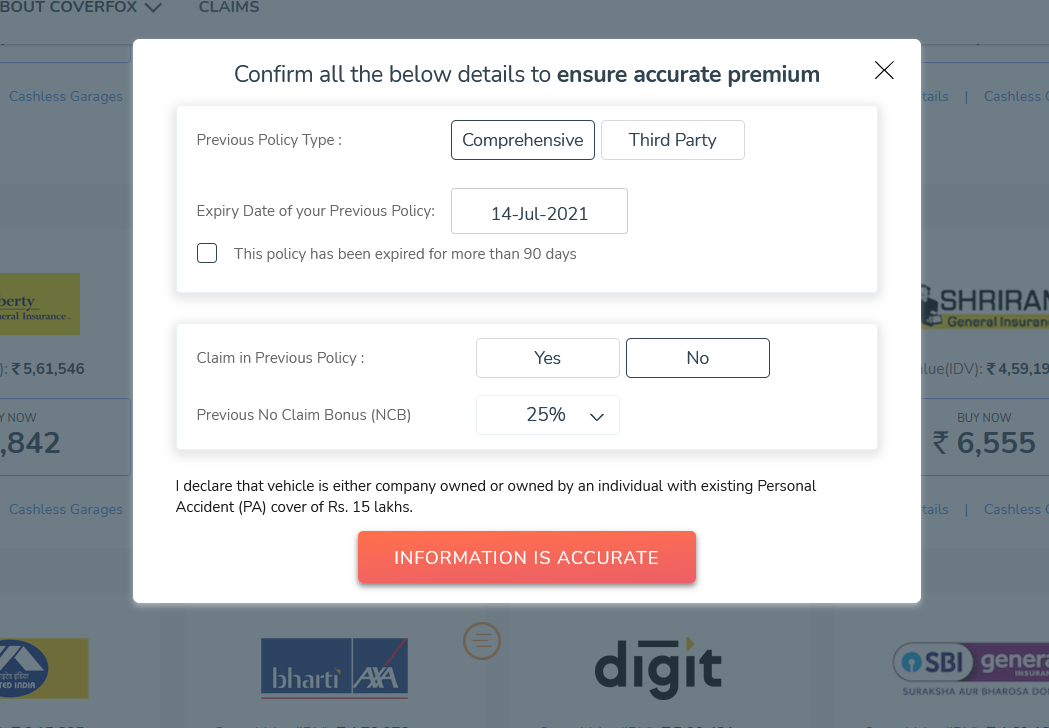 BOUT COVERFOX CLAIMS
Confirm all the below details to ensure accurate premium
Cashless Garages
tails | Cashless
Previous Policy Type :
Comprehensive
Third Party
Expiry Date of your Previous Policy:
14-Jul-2021
This policy has been expired for more than 90 days
perty
eral Insurance
SHRIRAM
General Insurance
Claim in Previous Policy :
Yes
No
): ₹ 5,61,546
lue(IDV): ₹ 4,59,19
Previous No Claim Bonus (NCB)
25%
Y NOW
,842
BUY NOW
₹ 6,555
I declare that vehicle is either company owned or owned by an individual with existing Personal
Accident (PA) cover of Rs. 15 lakhs.
Cashless Garages
tails | Cashless
INFORMATION IS ACCURATE
TED INDIA
bharti AXA
digit
SBI general
INSURAN
SURAKSHA AUR BHAROSA DO